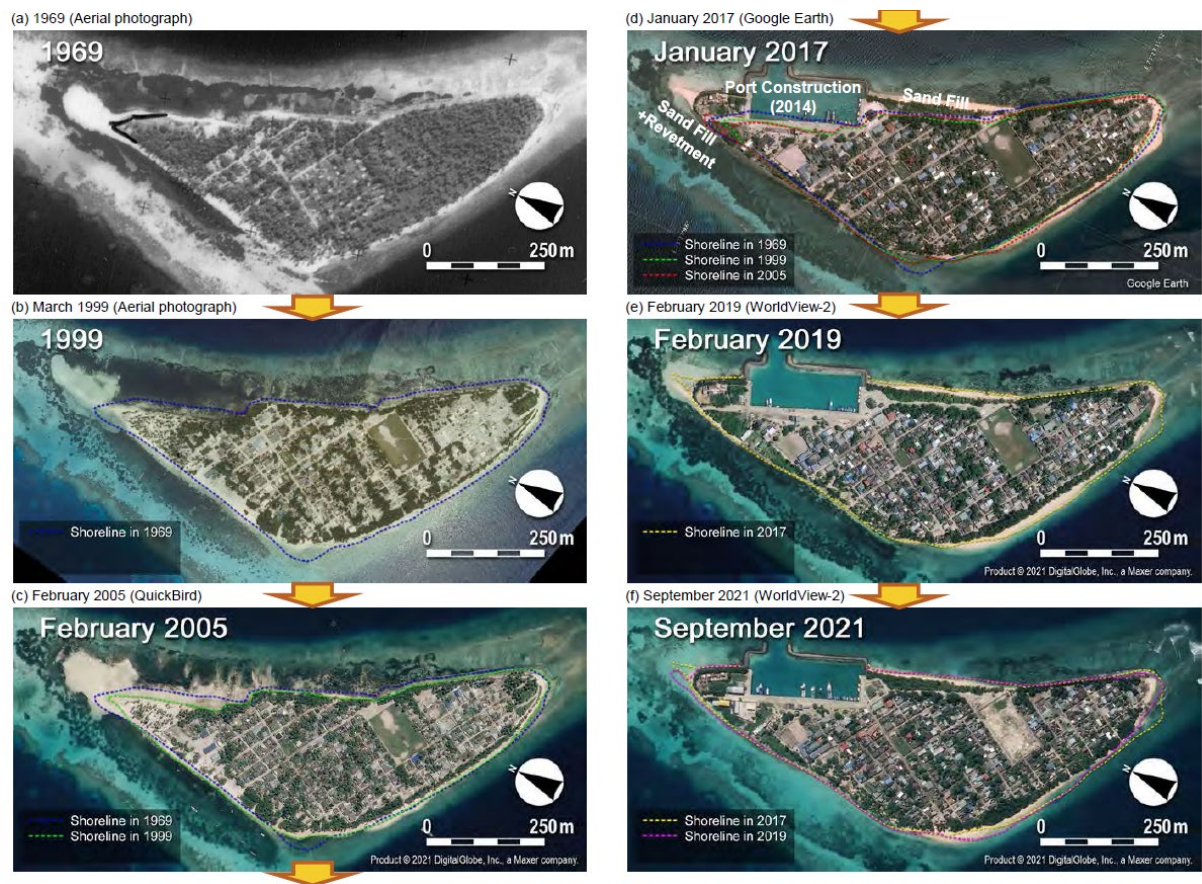 (a) 1969 (Aerial photograph)
1969
N
0 250 m
(b) March 1999 (Aerial photograph)
1999
N
Shoreline in 1969
0 250 m
(c) February 2005 (QuickBird)
February 2005
N
Shoreline in 1969
Shoreline in 1999
0 250 m
Product © 2021 DigitalGlobe, Inc., a Maxer company.
(d) January 2017 (Google Earth)
January 2017
Port Construction
(2014)
Sand Fill
Sand Fill
+Revetment
N
Shoreline in 1969
Shoreline in 1999
Shoreline in 2005
0 250 m
Google Earth
(e) February 2019 (WorldView-2)
February 2019
N
Shoreline in 2017
0 250 m
Product © 2021 DigitalGlobe, Inc., a Maxer company.
(f) September 2021 (WorldView-2)
September 2021
N
Shoreline in 2017
Shoreline in 2019
0 250 m
Product © 2021 DigitalGlobe, Inc., a Maxer company.